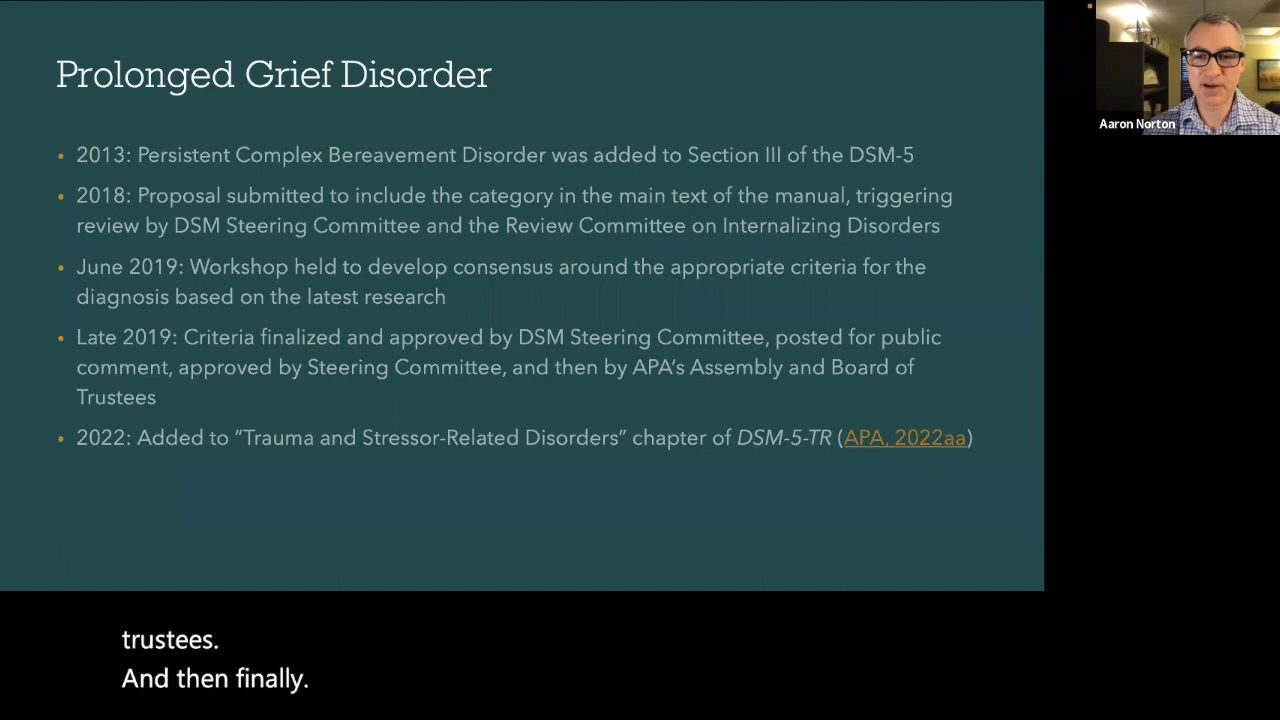 Prolonged Grief Disorder
• 2013: Persistent Complex Bereavement Disorder was added to Section III of the DSM-5
• 2018: Proposal submitted to include the category in the main text of the manual, triggering
review by DSM Steering Committee and the Review Committee on Internalizing Disorders
• June 2019: Workshop held to develop consensus around the appropriate criteria for the
diagnosis based on the latest research
• Late 2019: Criteria finalized and approved by DSM Steering Committee, posted for public
comment, approved by Steering Committee, and then by APA's Assembly and Board of
Trustees
• 2022: Added to “Trauma and Stressor-Related Disorders” chapter of DSM-5-TR (APA, 2022aa)
Aaron Norton
trustees.
And then finally.